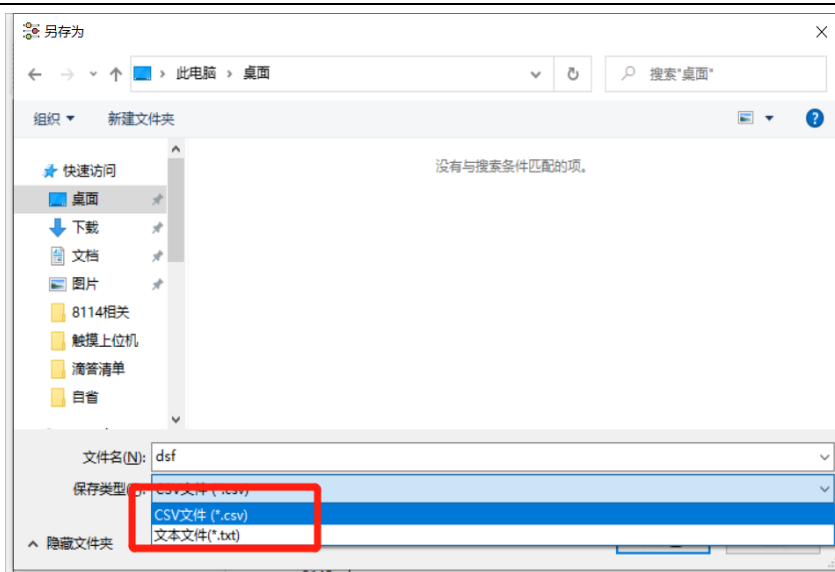 另存为
此电脑 › 桌面
搜索"桌面"
组织
新建文件夹
没有与搜索条件匹配的项。
快速访问
桌面
下载
文档
图片
8114相关
触摸上位机
滴答清单
自省
文件名(N): dsf
保存类型 CSV文件 (*.csv)
CSV文件 (*.csv)
文本文件(*.txt)
隐藏文件夹